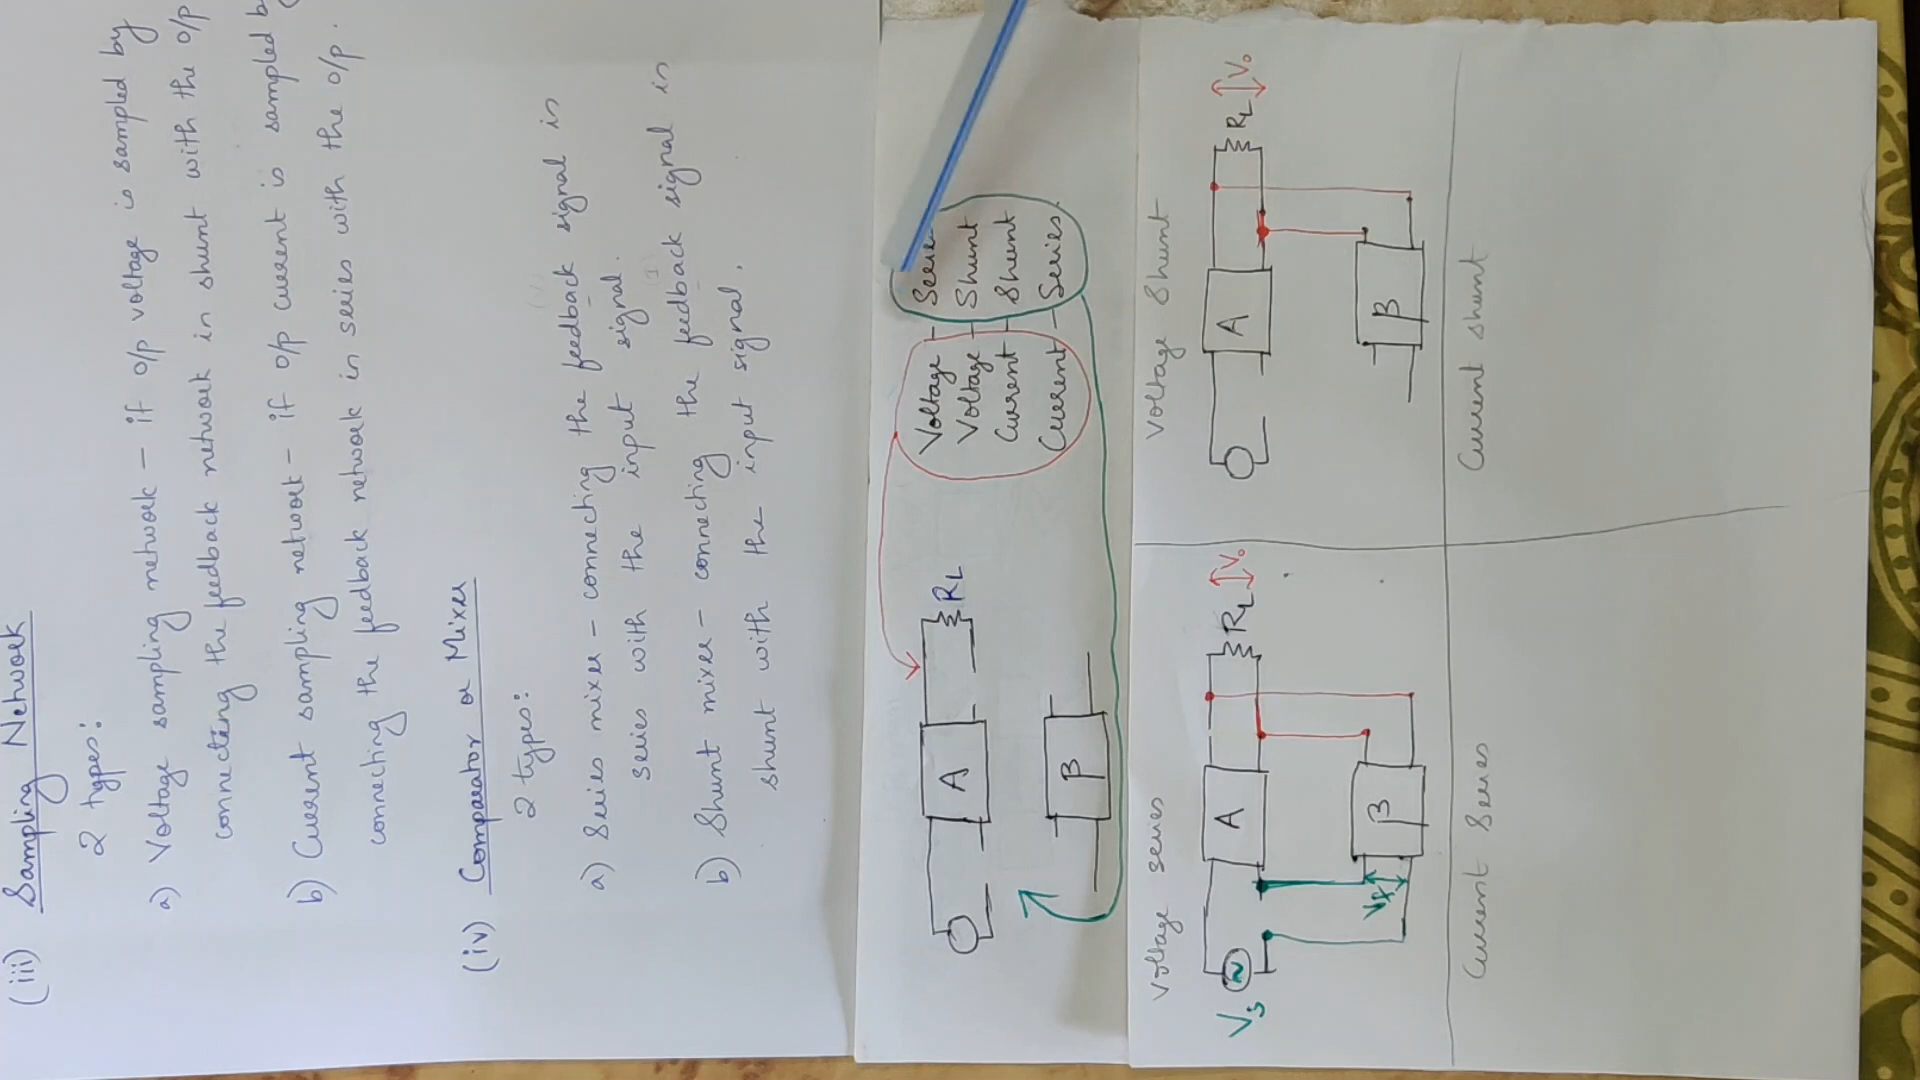 (iii) Sampling Network
2 types:
a) Voltage sampling network - if o/p voltage is sampled by
connecting the feedback network in shunt with the o/p
b) Current sampling network - if o/p current is sampled
connecting the feedback network in series with the o/p.
(iv) Comparator or Mixer
2 types:
a) Series mixer - connecting the feedback signal in
series with the input signal.
b) Shunt mixer - connecting the feedback signal in
shunt with the input signal.
A
RL
β
Voltage - Series
Voltage - Shunt
Current - Shunt
Current - Series.
Voltage series
Vs
A
RL
Vo
Vf
β
Voltage Shunt
A
RL
Vo
β
Current Series
Current shunt